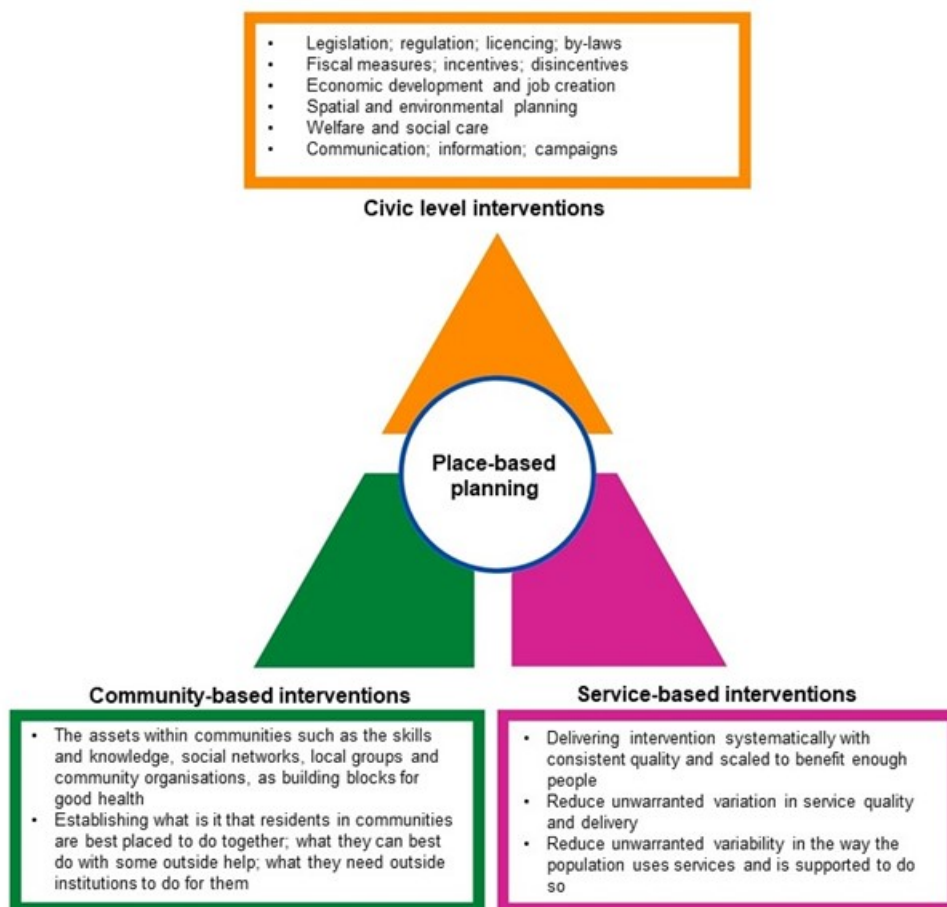 • Legislation; regulation; licencing; by-laws
• Fiscal measures; incentives; disincentives
• Economic development and job creation
• Spatial and environmental planning
• Welfare and social care
• Communication; information; campaigns
Civic level interventions
Place-based
planning
Community-based interventions
• The assets within communities such as the skills
and knowledge, social networks, local groups and
community organisations, as building blocks for
good health
• Establishing what is it that residents in communities
are best placed to do together; what they can best
do with some outside help; what they need outside
institutions to do for them
Service-based interventions
• Delivering intervention systematically with
consistent quality and scaled to benefit enough
people
• Reduce unwarranted variation in service quality
and delivery
• Reduce unwarranted variability in the way the
population uses services and is supported to do
so